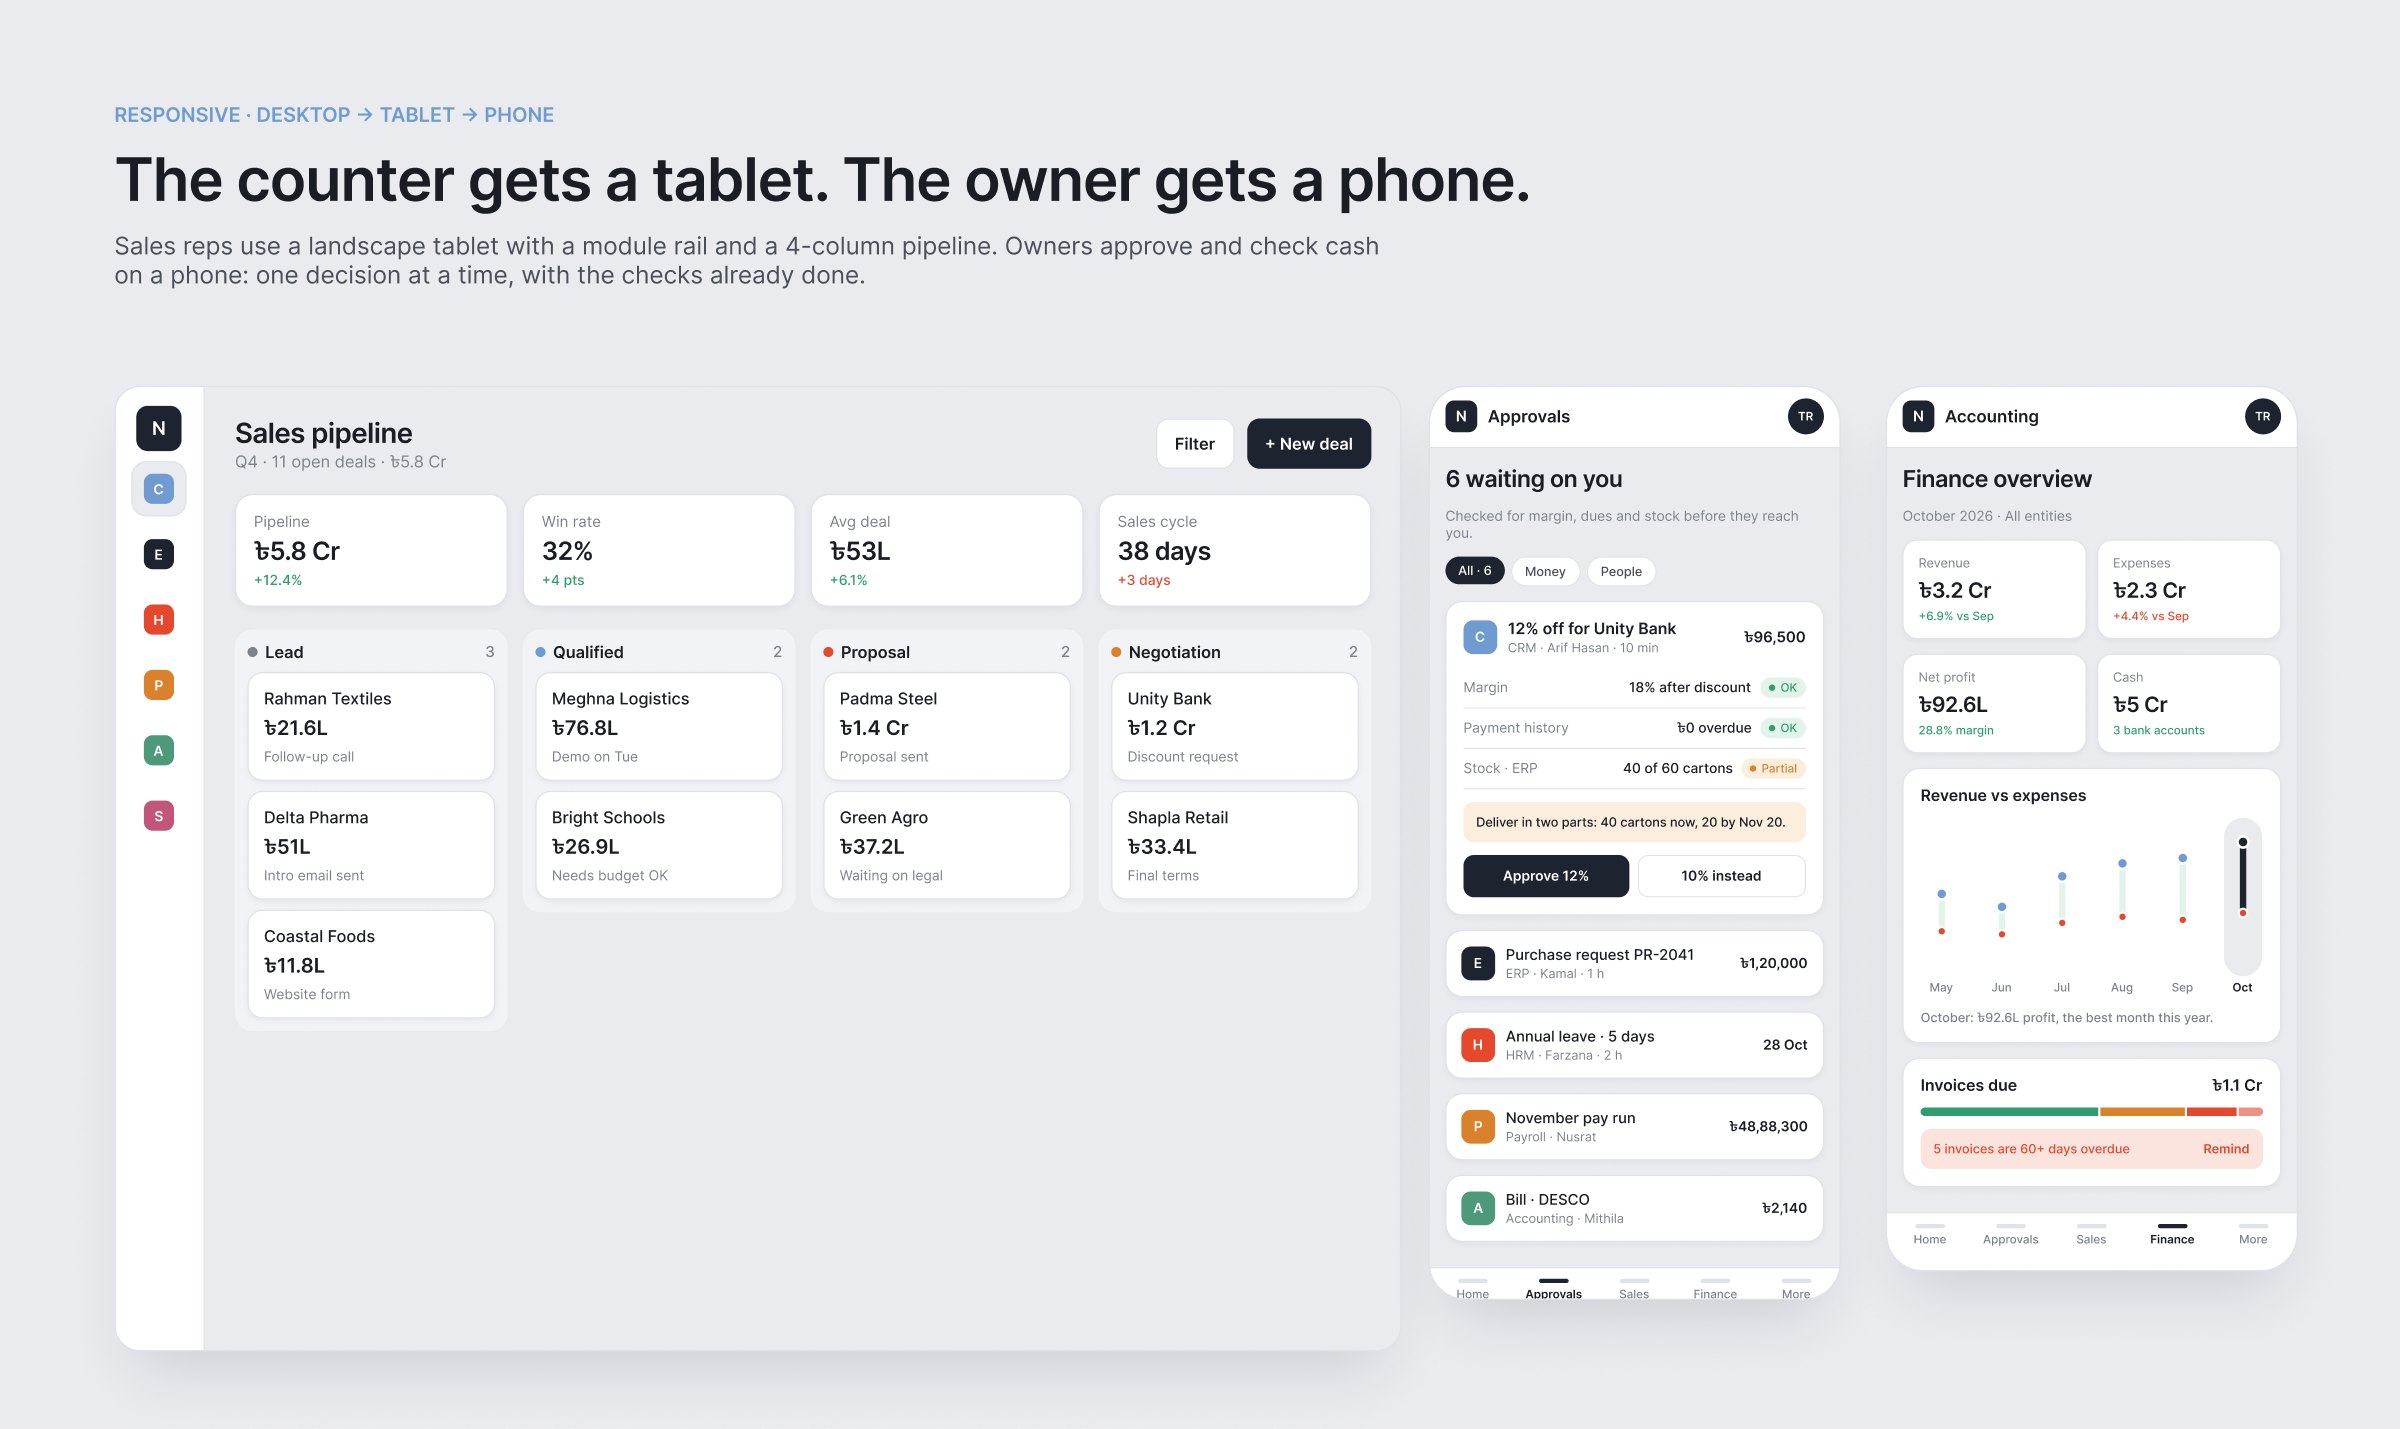 RESPONSIVE · DESKTOP → TABLET → PHONE
The counter gets a tablet. The owner gets a phone.
Sales reps use a landscape tablet with a module rail and a 4-column pipeline. Owners approve and check cash
on a phone: one decision at a time, with the checks already done.
N
C
E
H
P
A
S
Sales pipeline
Q4 · 11 open deals · ৳5.8 Cr
Filter
+ New deal
Pipeline
৳5.8 Cr
+12.4%
Win rate
32%
+4 pts
Avg deal
৳53L
+6.1%
Sales cycle
38 days
+3 days
Lead 3
Rahman Textiles
৳21.6L
Follow-up call
Delta Pharma
৳51L
Intro email sent
Coastal Foods
৳11.8L
Website form
Qualified 2
Meghna Logistics
৳76.8L
Demo on Tue
Bright Schools
৳26.9L
Needs budget OK
Proposal 2
Padma Steel
৳1.4 Cr
Proposal sent
Green Agro
৳37.2L
Waiting on legal
Negotiation 2
Unity Bank
৳1.2 Cr
Discount request
Shapla Retail
৳33.4L
Final terms
N Approvals TR
6 waiting on you
Checked for margin, dues and stock before they reach
you.
All · 6 Money People
C 12% off for Unity Bank ৳96,500
CRM · Arif Hasan · 10 min
Margin 18% after discount OK
Payment history ৳0 overdue OK
Stock · ERP 40 of 60 cartons Partial
Deliver in two parts: 40 cartons now, 20 by Nov 20.
Approve 12% 10% instead
E Purchase request PR-2041 ৳1,20,000
ERP · Kamal · 1 h
H Annual leave · 5 days 28 Oct
HRM · Farzana · 2 h
P November pay run ৳48,88,300
Payroll · Nusrat
A Bill · DESCO ৳2,140
Accounting · Mithila
Home Approvals Sales Finance More
N Accounting TR
Finance overview
October 2026 · All entities
Revenue
৳3.2 Cr
+6.9% vs Sep
Expenses
৳2.3 Cr
+4.4% vs Sep
Net profit
৳92.6L
28.8% margin
Cash
৳5 Cr
3 bank accounts
Revenue vs expenses
May Jun Jul Aug Sep Oct
October: ৳92.6L profit, the best month this year.
Invoices due ৳1.1 Cr
5 invoices are 60+ days overdue Remind
Home Approvals Sales Finance More